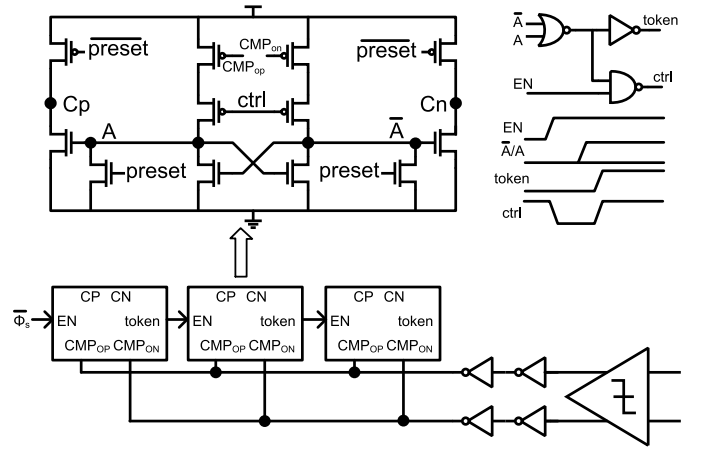 preset
CMPon
CMPop
preset
Cp
ctrl
Cn
A
A̅
preset
preset
A̅
A
token
EN
ctrl
EN
A̅/A
token
ctrl
Φ̅s
CP CN
EN token
CMPOP CMPON
CP CN
EN token
CMPOP CMPON
CP CN
EN token
CMPOP CMPON